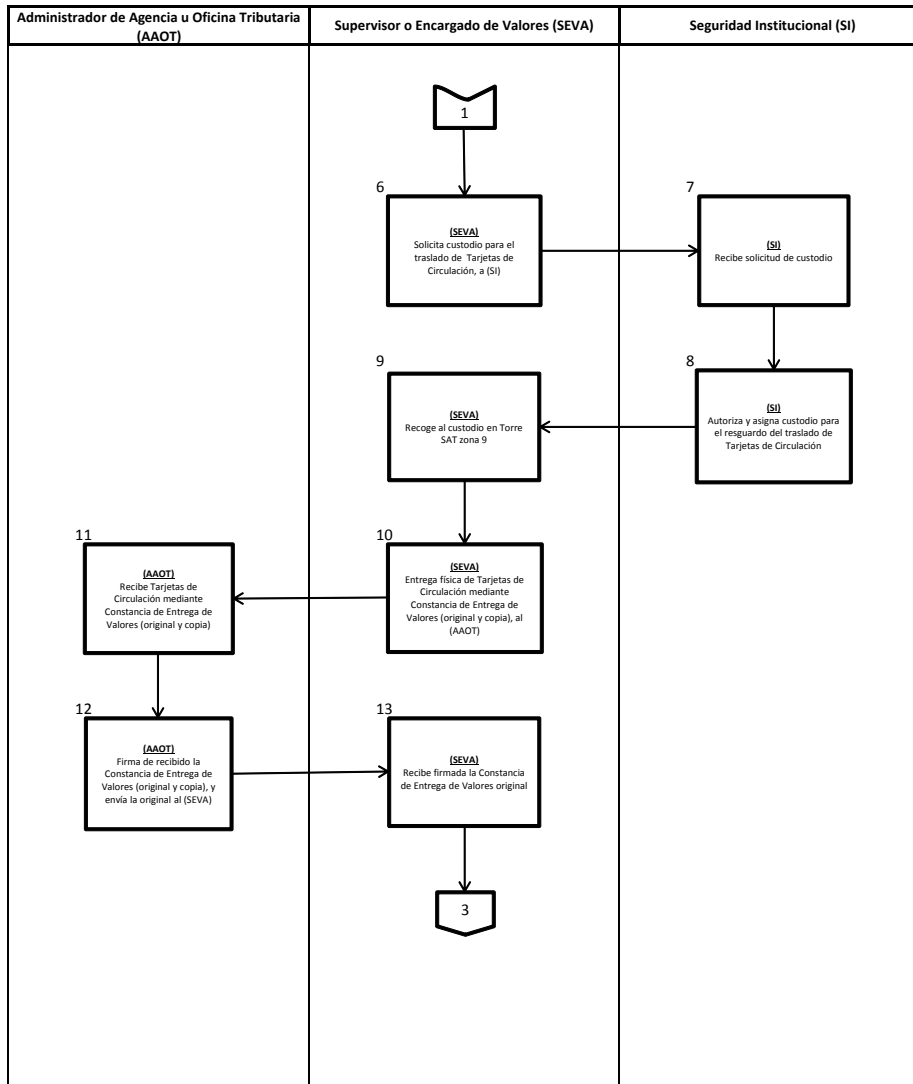 Administrador de Agencia u Oficina Tributaria
(AAOT)
Supervisor o Encargado de Valores (SEVA)
Seguridad Institucional (SI)
1
6
(SEVA)
Solicita custodio para el
traslado de Tarjetas de
Circulación, a (SI)
7
(SI)
Recibe solicitud de custodio
8
(SI)
Autoriza y asigna custodio para
el resguardo del traslado de
Tarjetas de Circulación
9
(SEVA)
Recoge al custodio en Torre
SAT zona 9
10
(SEVA)
Entrega física de Tarjetas de
Circulación mediante
Constancia de Entrega de
Valores (original y copia), al
(AAOT)
11
(AAOT)
Recibe Tarjetas de
Circulación mediante
Constancia de Entrega de
Valores (original y copia)
12
(AAOT)
Firma de recibido la
Constancia de Entrega de
Valores (original y copia), y
envía la original al (SEVA)
13
(SEVA)
Recibe firmada la Constancia
de Entrega de Valores original
3